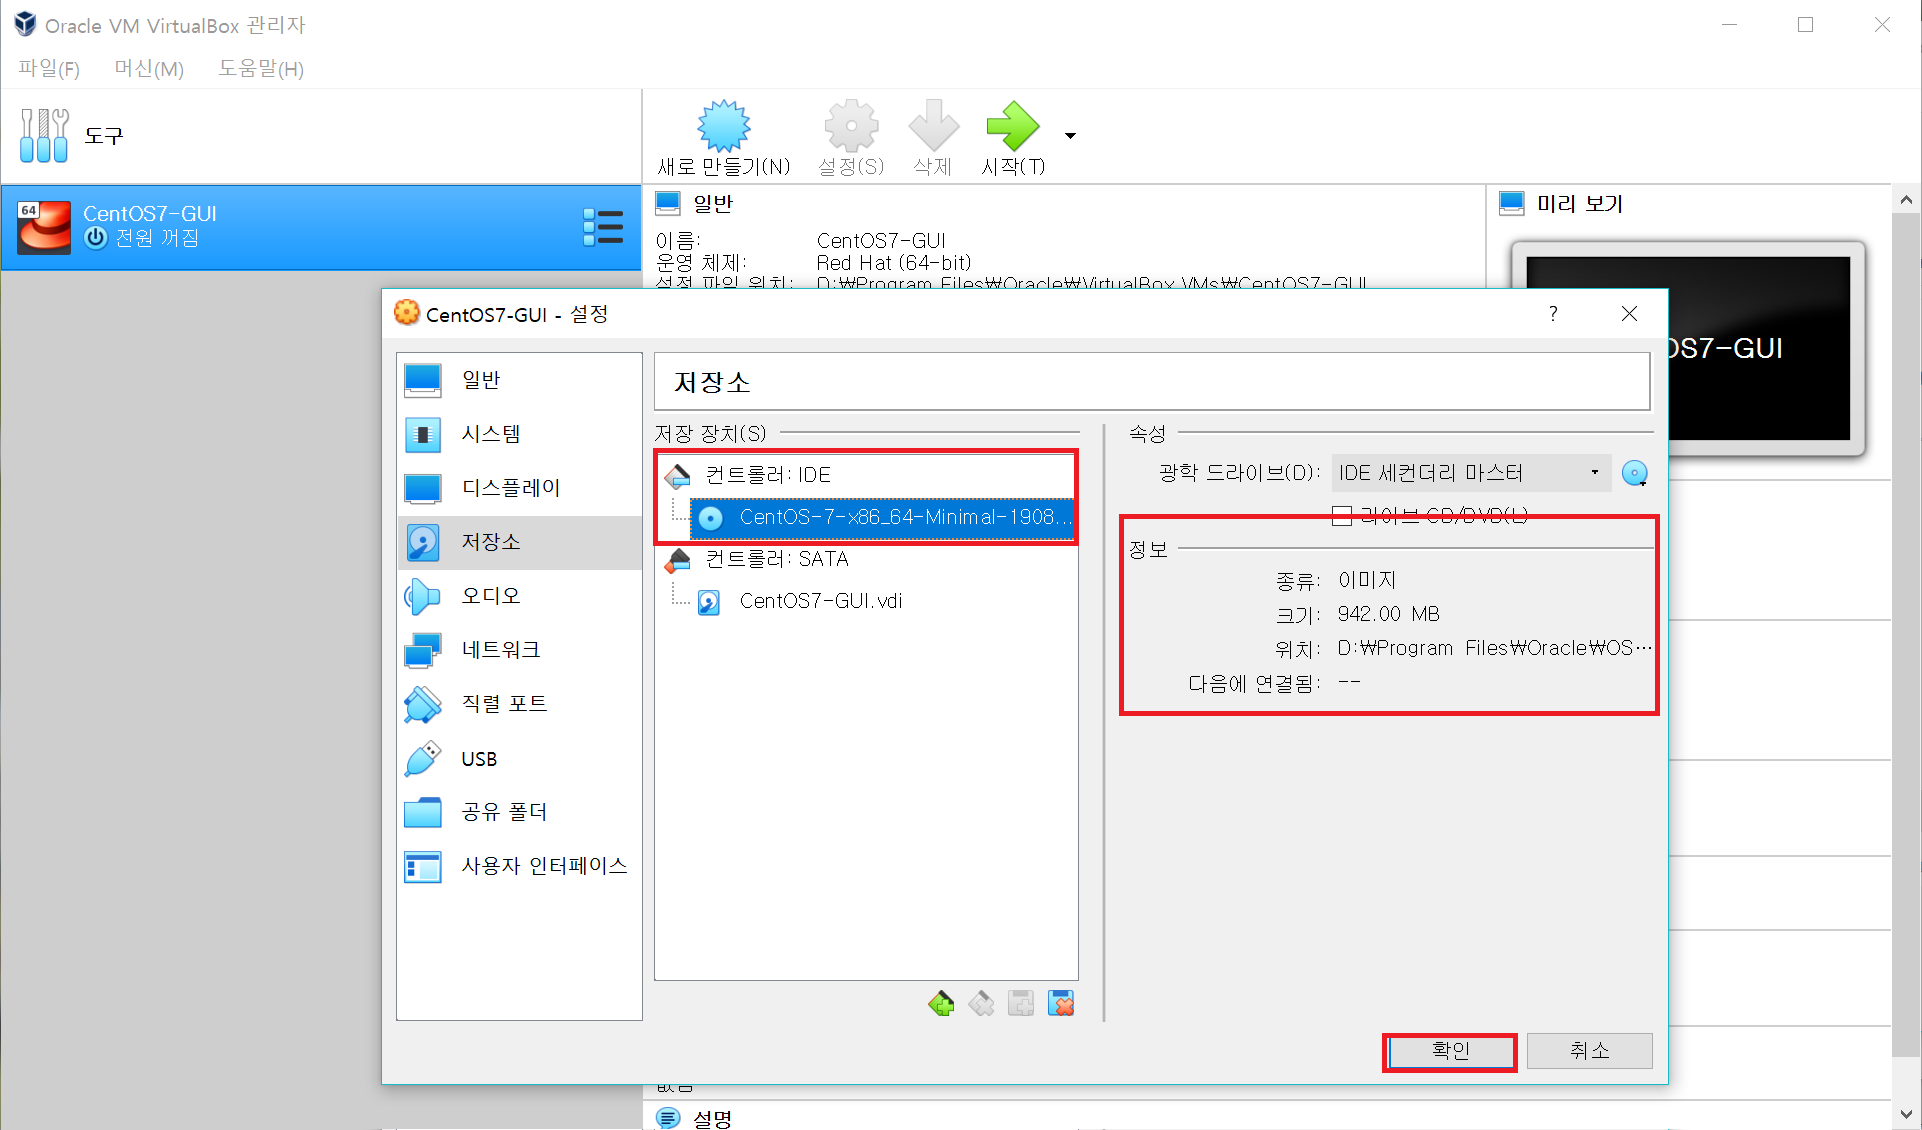 Oracle VM VirtualBox 관리자
파일(F) 머신(M) 도움말(H)
도구
새로 만들기(N) 설정(S) 삭제 시작(T)
64
CentOS7-GUI
전원 꺼짐
일반
이름: CentOS7-GUI
운영 체제: Red Hat (64-bit)
설정 파일 위치: D:₩Program Files₩Oracle₩VirtualBox VMs₩CentOS7-GUI
미리 보기
OS7-GUI
CentOS7-GUI - 설정
?
일반
시스템
디스플레이
저장소
오디오
네트워크
직렬 포트
USB
공유 폴더
사용자 인터페이스
저장소
저장 장치(S)
컨트롤러: IDE
CentOS-7-x86_64-Minimal-1908...
컨트롤러: SATA
CentOS7-GUI.vdi
속성
광학 드라이브(D): IDE 세컨더리 마스터
라이브 CD/DVD(L)
정보
종류: 이미지
크기: 942.00 MB
위치: D:₩Program Files₩Oracle₩OS...
다음에 연결됨: --
확인 취소
없음
설명